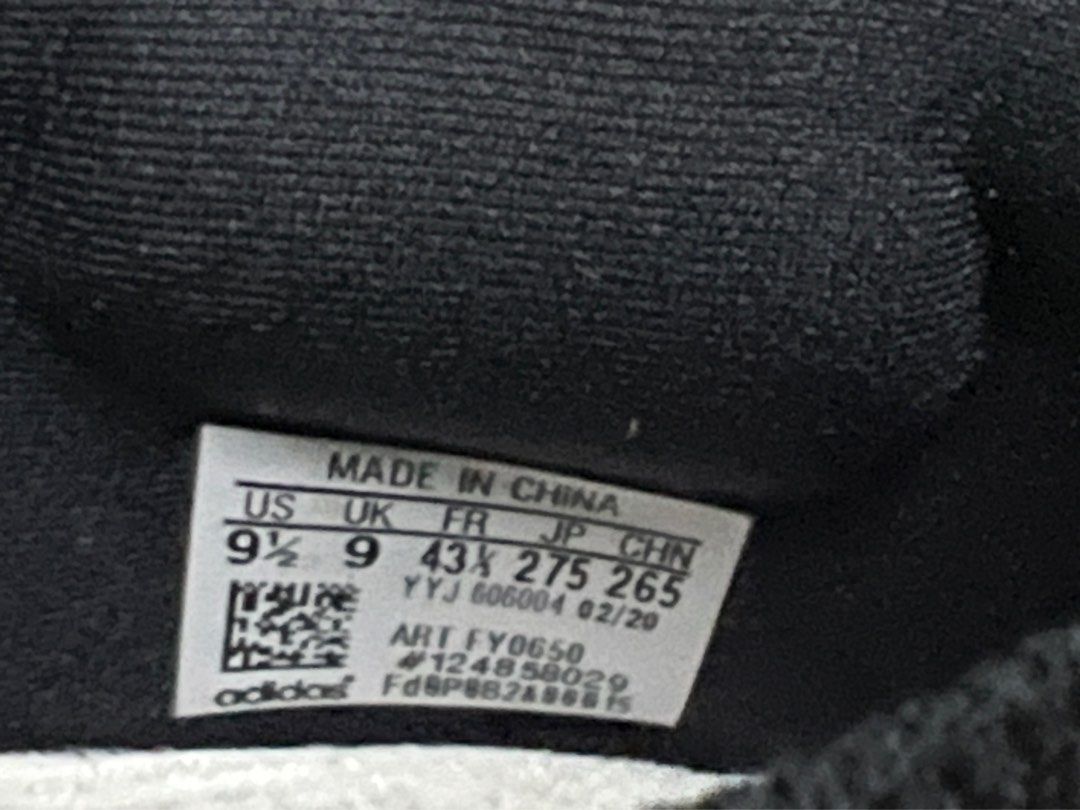 MADE IN CHINA
US UK FR JP CHN
9½ 9 43⅓ 275 265
YYJ 606004 02/20
ART FY0650
#124858029
adidas